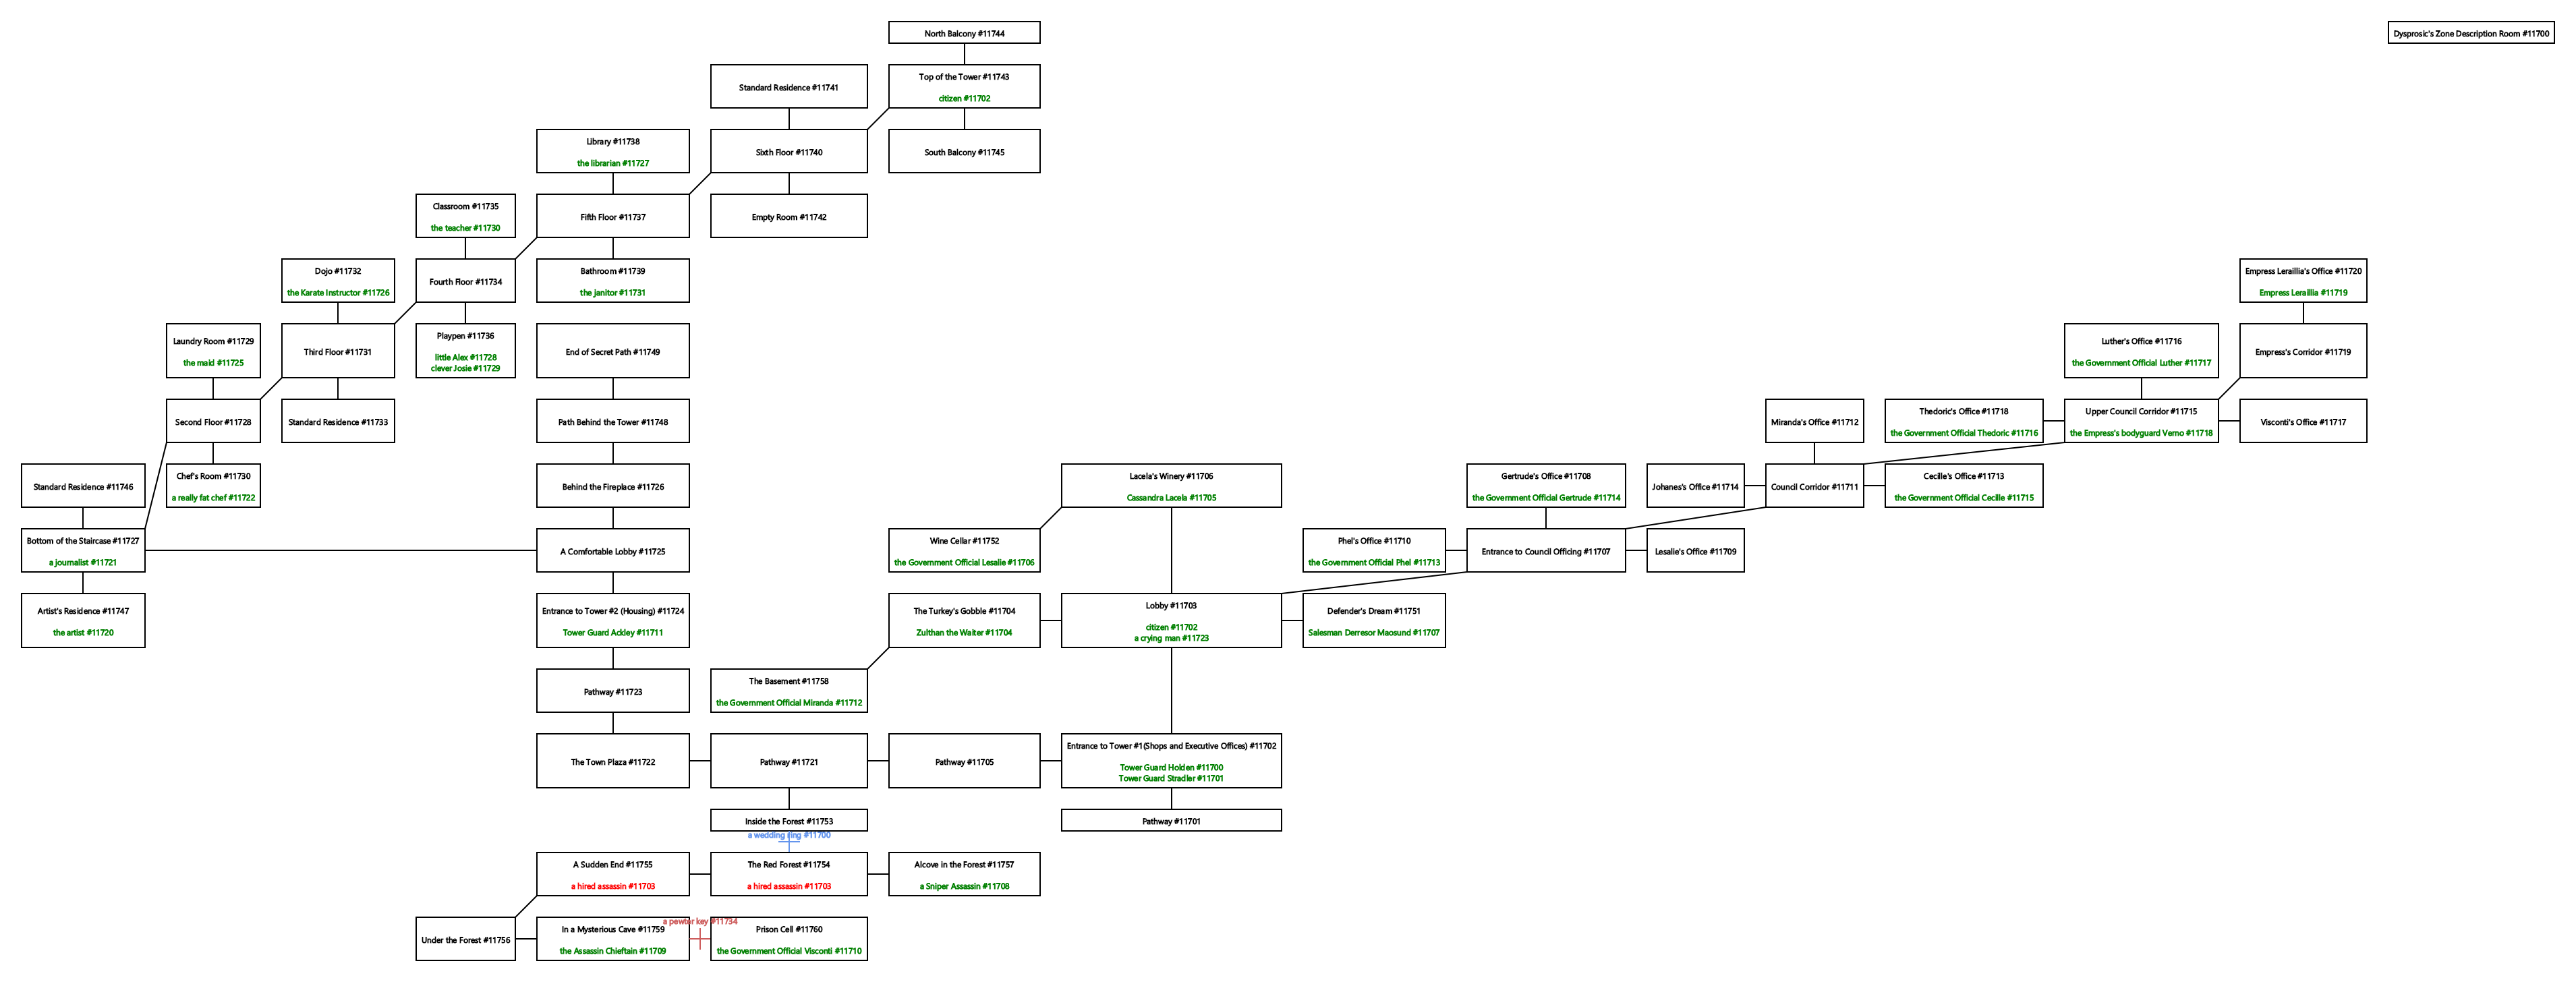 North Balcony #11744
Dysprosic's Zone Description Room #11700
Standard Residence #11741
Top of the Tower #11743
citizen #11702
Library #11738
the librarian #11727
Sixth Floor #11740
South Balcony #11745
Classroom #11735
the teacher #11730
Fifth Floor #11737
Empty Room #11742
Dojo #11732
the Karate Instructor #11726
Fourth Floor #11734
Bathroom #11739
the janitor #11731
Empress Leraillia's Office #11720
Empress Leraillia #11719
Laundry Room #11729
the maid #11725
Third Floor #11731
Playpen #11736
little Alex #11728
clever Josie #11729
End of Secret Path #11749
Luther's Office #11716
the Government Official Luther #11717
Empress's Corridor #11719
Second Floor #11728
Standard Residence #11733
Path Behind the Tower #11748
Miranda's Office #11712
Thedoric's Office #11718
the Government Official Thedoric #11716
Upper Council Corridor #11715
the Empress's bodyguard Verno #11718
Visconti's Office #11717
Standard Residence #11746
Chef's Room #11730
a really fat chef #11722
Behind the Fireplace #11726
Lacela's Winery #11706
Cassandra Lacela #11705
Gertrude's Office #11708
the Government Official Gertrude #11714
Johanes's Office #11714
Council Corridor #11711
Cecille's Office #11713
the Government Official Cecille #11715
Bottom of the Staircase #11727
a journalist #11721
A Comfortable Lobby #11725
Wine Cellar #11752
the Government Official Lesalie #11706
Phel's Office #11710
the Government Official Phel #11713
Entrance to Council Officing #11707
Lesalie's Office #11709
Artist's Residence #11747
the artist #11720
Entrance to Tower #2 (Housing) #11724
Tower Guard Ackley #11711
The Turkey's Gobble #11704
Zulthan the Waiter #11704
Lobby #11703
citizen #11702
a crying man #11723
Defender's Dream #11751
Salesman Derresor Maosund #11707
Pathway #11723
The Basement #11758
the Government Official Miranda #11712
The Town Plaza #11722
Pathway #11721
Pathway #11705
Entrance to Tower #1(Shops and Executive Offices) #11702
Tower Guard Holden #11700
Tower Guard Stradler #11701
Inside the Forest #11753
Pathway #11701
a wedding ring #11700
A Sudden End #11755
a hired assassin #11703
The Red Forest #11754
a hired assassin #11703
Alcove in the Forest #11757
a Sniper Assassin #11708
a pewter key #11734
Under the Forest #11756
In a Mysterious Cave #11759
the Assassin Chieftain #11709
Prison Cell #11760
the Government Official Visconti #11710